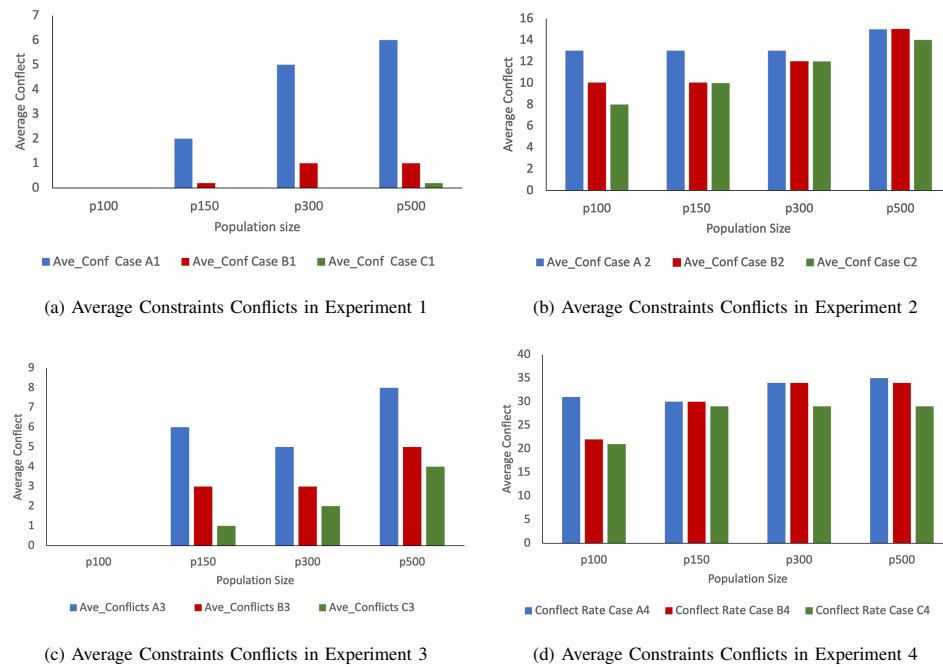 7
6
5
4
3
2
1
0
Average Conflect
p100 p150 p300 p500
Population size
Ave_Conf Case A1 Ave_Conf Case B1 Ave_Conf Case C1
(a) Average Constraints Conflicts in Experiment 1
16
14
12
10
8
6
4
2
0
Average Conflect
p100 p150 p300 p500
Population Size
Ave_Conf Case A 2 Ave_Conf Case B2 Ave_Conf Case C2
(b) Average Constraints Conflicts in Experiment 2
9
8
7
6
5
4
3
2
1
0
Average Conflect
p100 p150 p300 p500
Population Size
Ave_Conflicts A3 Ave_Conflicts B3 Ave_Conflicts C3
(c) Average Constraints Conflicts in Experiment 3
40
35
30
25
20
15
10
5
0
Average Conflect
p100 p150 p300 p500
Population Size
Conflect Rate Case A4 Conflect Rate Case B4 Conflect Rate Case C4
(d) Average Constraints Conflicts in Experiment 4